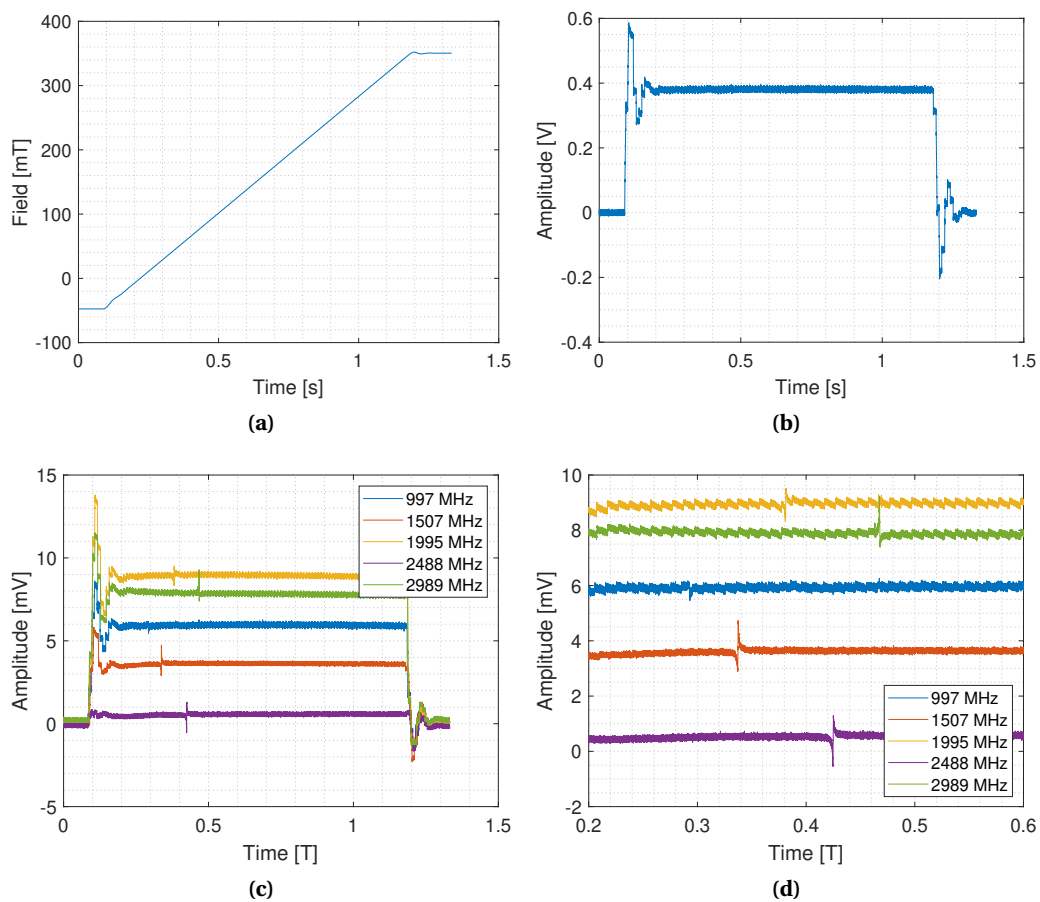 400
300
200
100
0
-100
Field [mT]
0
0.5
1
1.5
Time [s]
(a)
0.6
0.4
0.2
0
-0.2
-0.4
Amplitude [V]
0
0.5
1
1.5
Time [s]
(b)
15
10
5
0
-5
Amplitude [mV]
997 MHz
1507 MHz
1995 MHz
2488 MHz
2989 MHz
0
0.5
1
1.5
Time [T]
(c)
10
8
6
4
2
0
-2
Amplitude [mV]
997 MHz
1507 MHz
1995 MHz
2488 MHz
2989 MHz
0.2
0.3
0.4
0.5
0.6
Time [T]
(d)